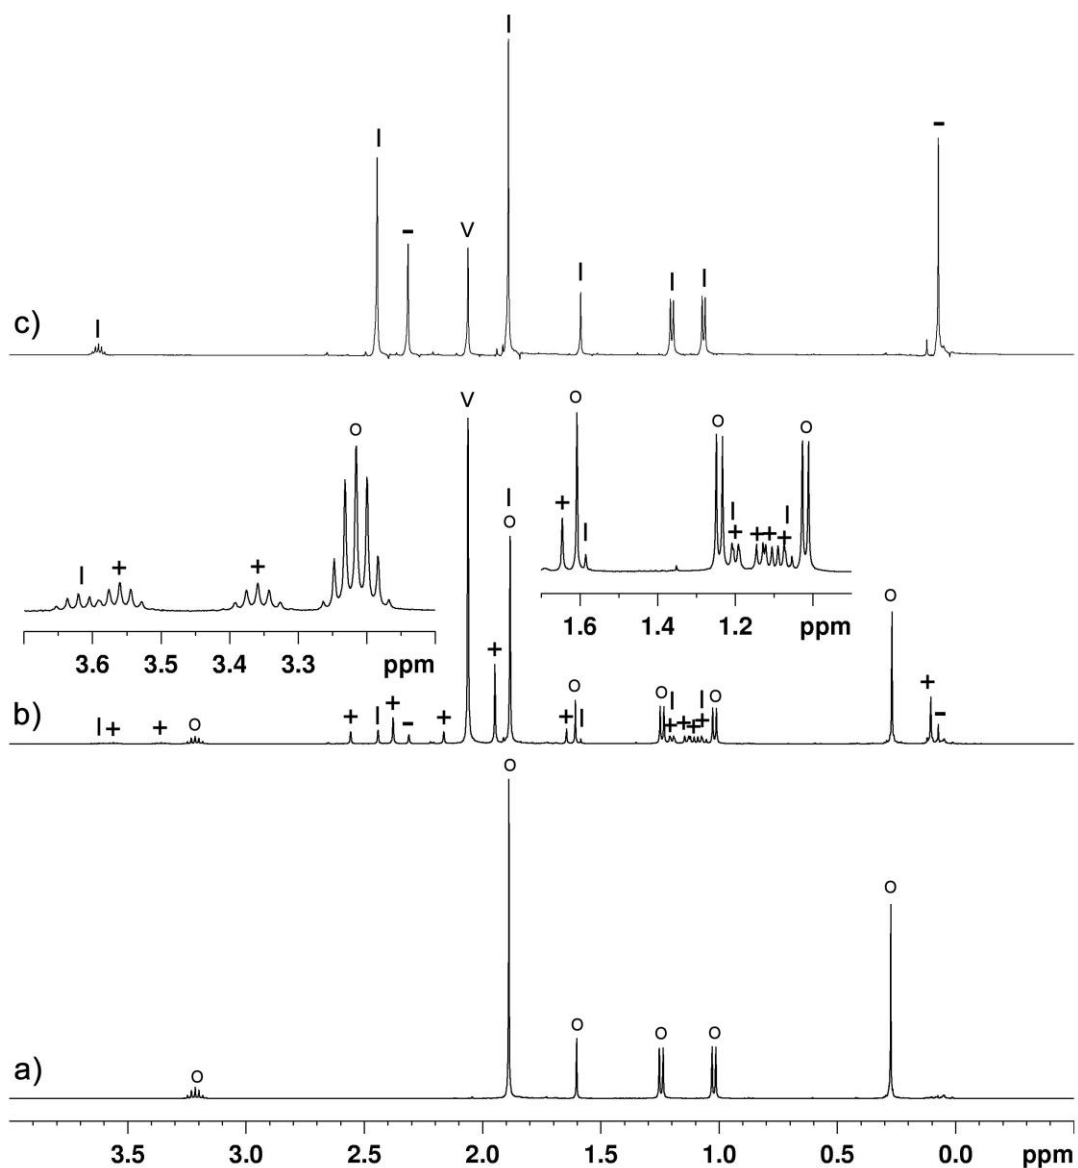 |
|
–
V
|
|
|
–
c)
|
V
O
O
O
O
|
O
+
|
|
+
+
+
|
+
O
|
+
+
3.6 3.5 3.4 3.3 ppm
1.6 1.4 1.2 ppm
O
+
+
b)
|
+
+
O
+
|
+
–
+
+
O
|
O
|
+
+
+
+
|
O
–
O
O
O
O
O
a)
O
3.5 3.0 2.5 2.0 1.5 1.0 0.5 0.0 ppm